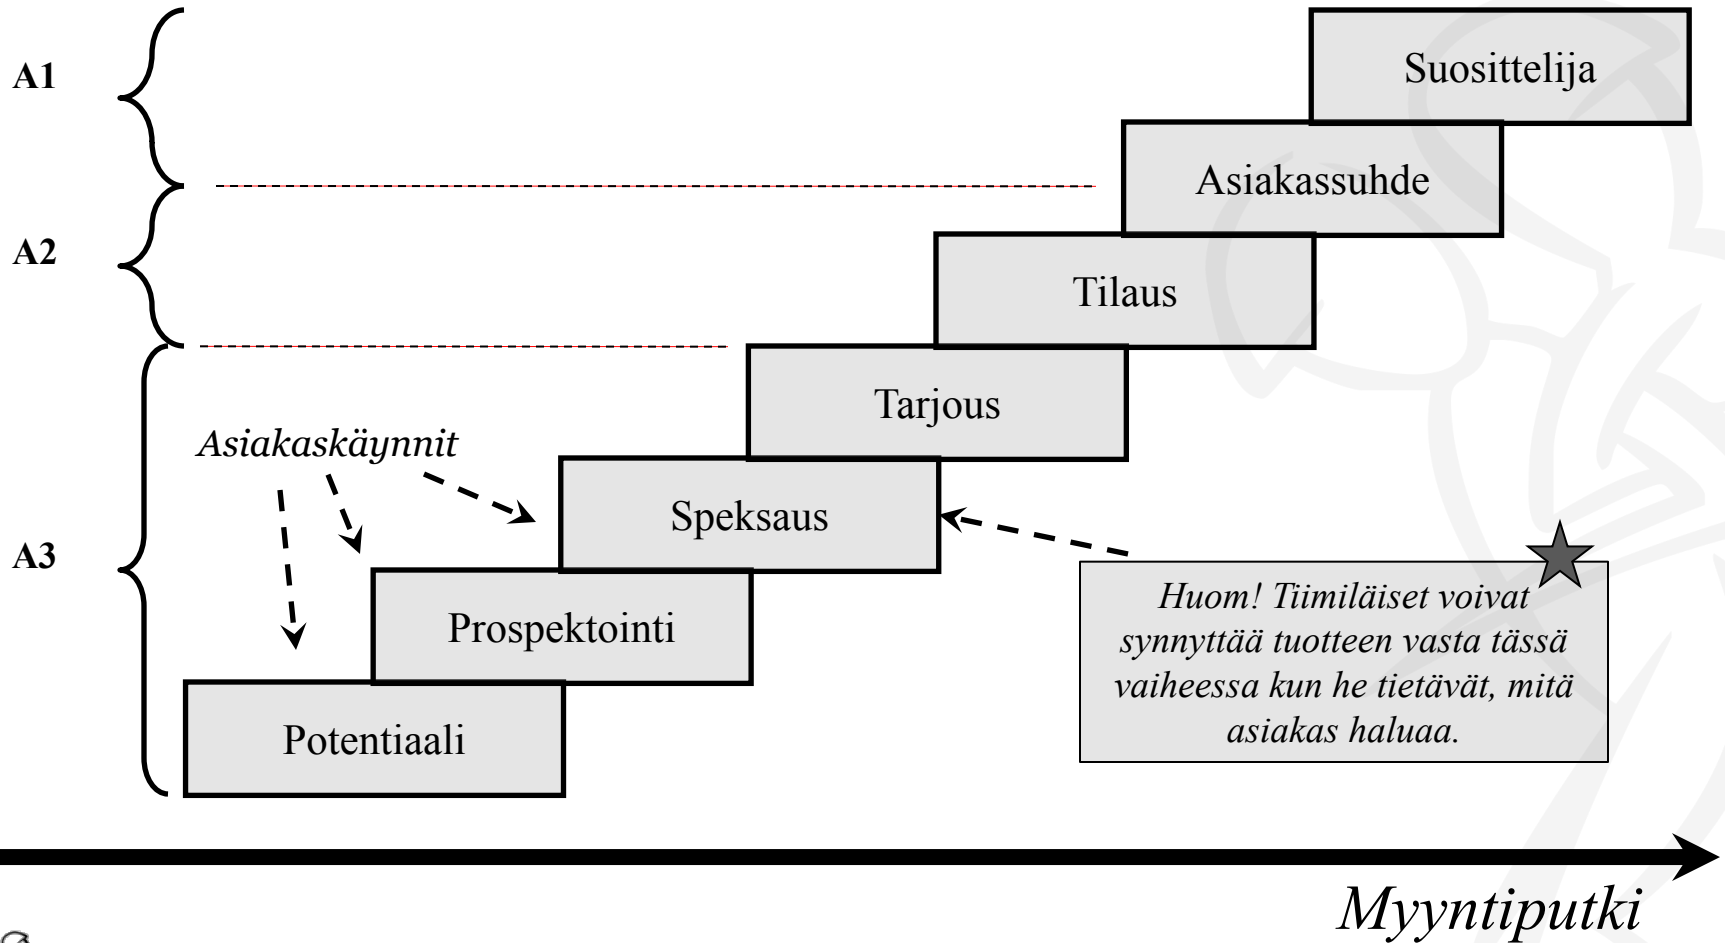 A1
Suosittelija
Asiakassuhde
A2
Tilaus
Tarjous
Asiakaskäynnit
Speksaus
A3
Huom! Tiimiläiset voivat
synnyttää tuotteen vasta tässä
vaiheessa kun he tietävät, mitä
asiakas haluaa.
Prospektointi
Potentiaali
Myyntiputki